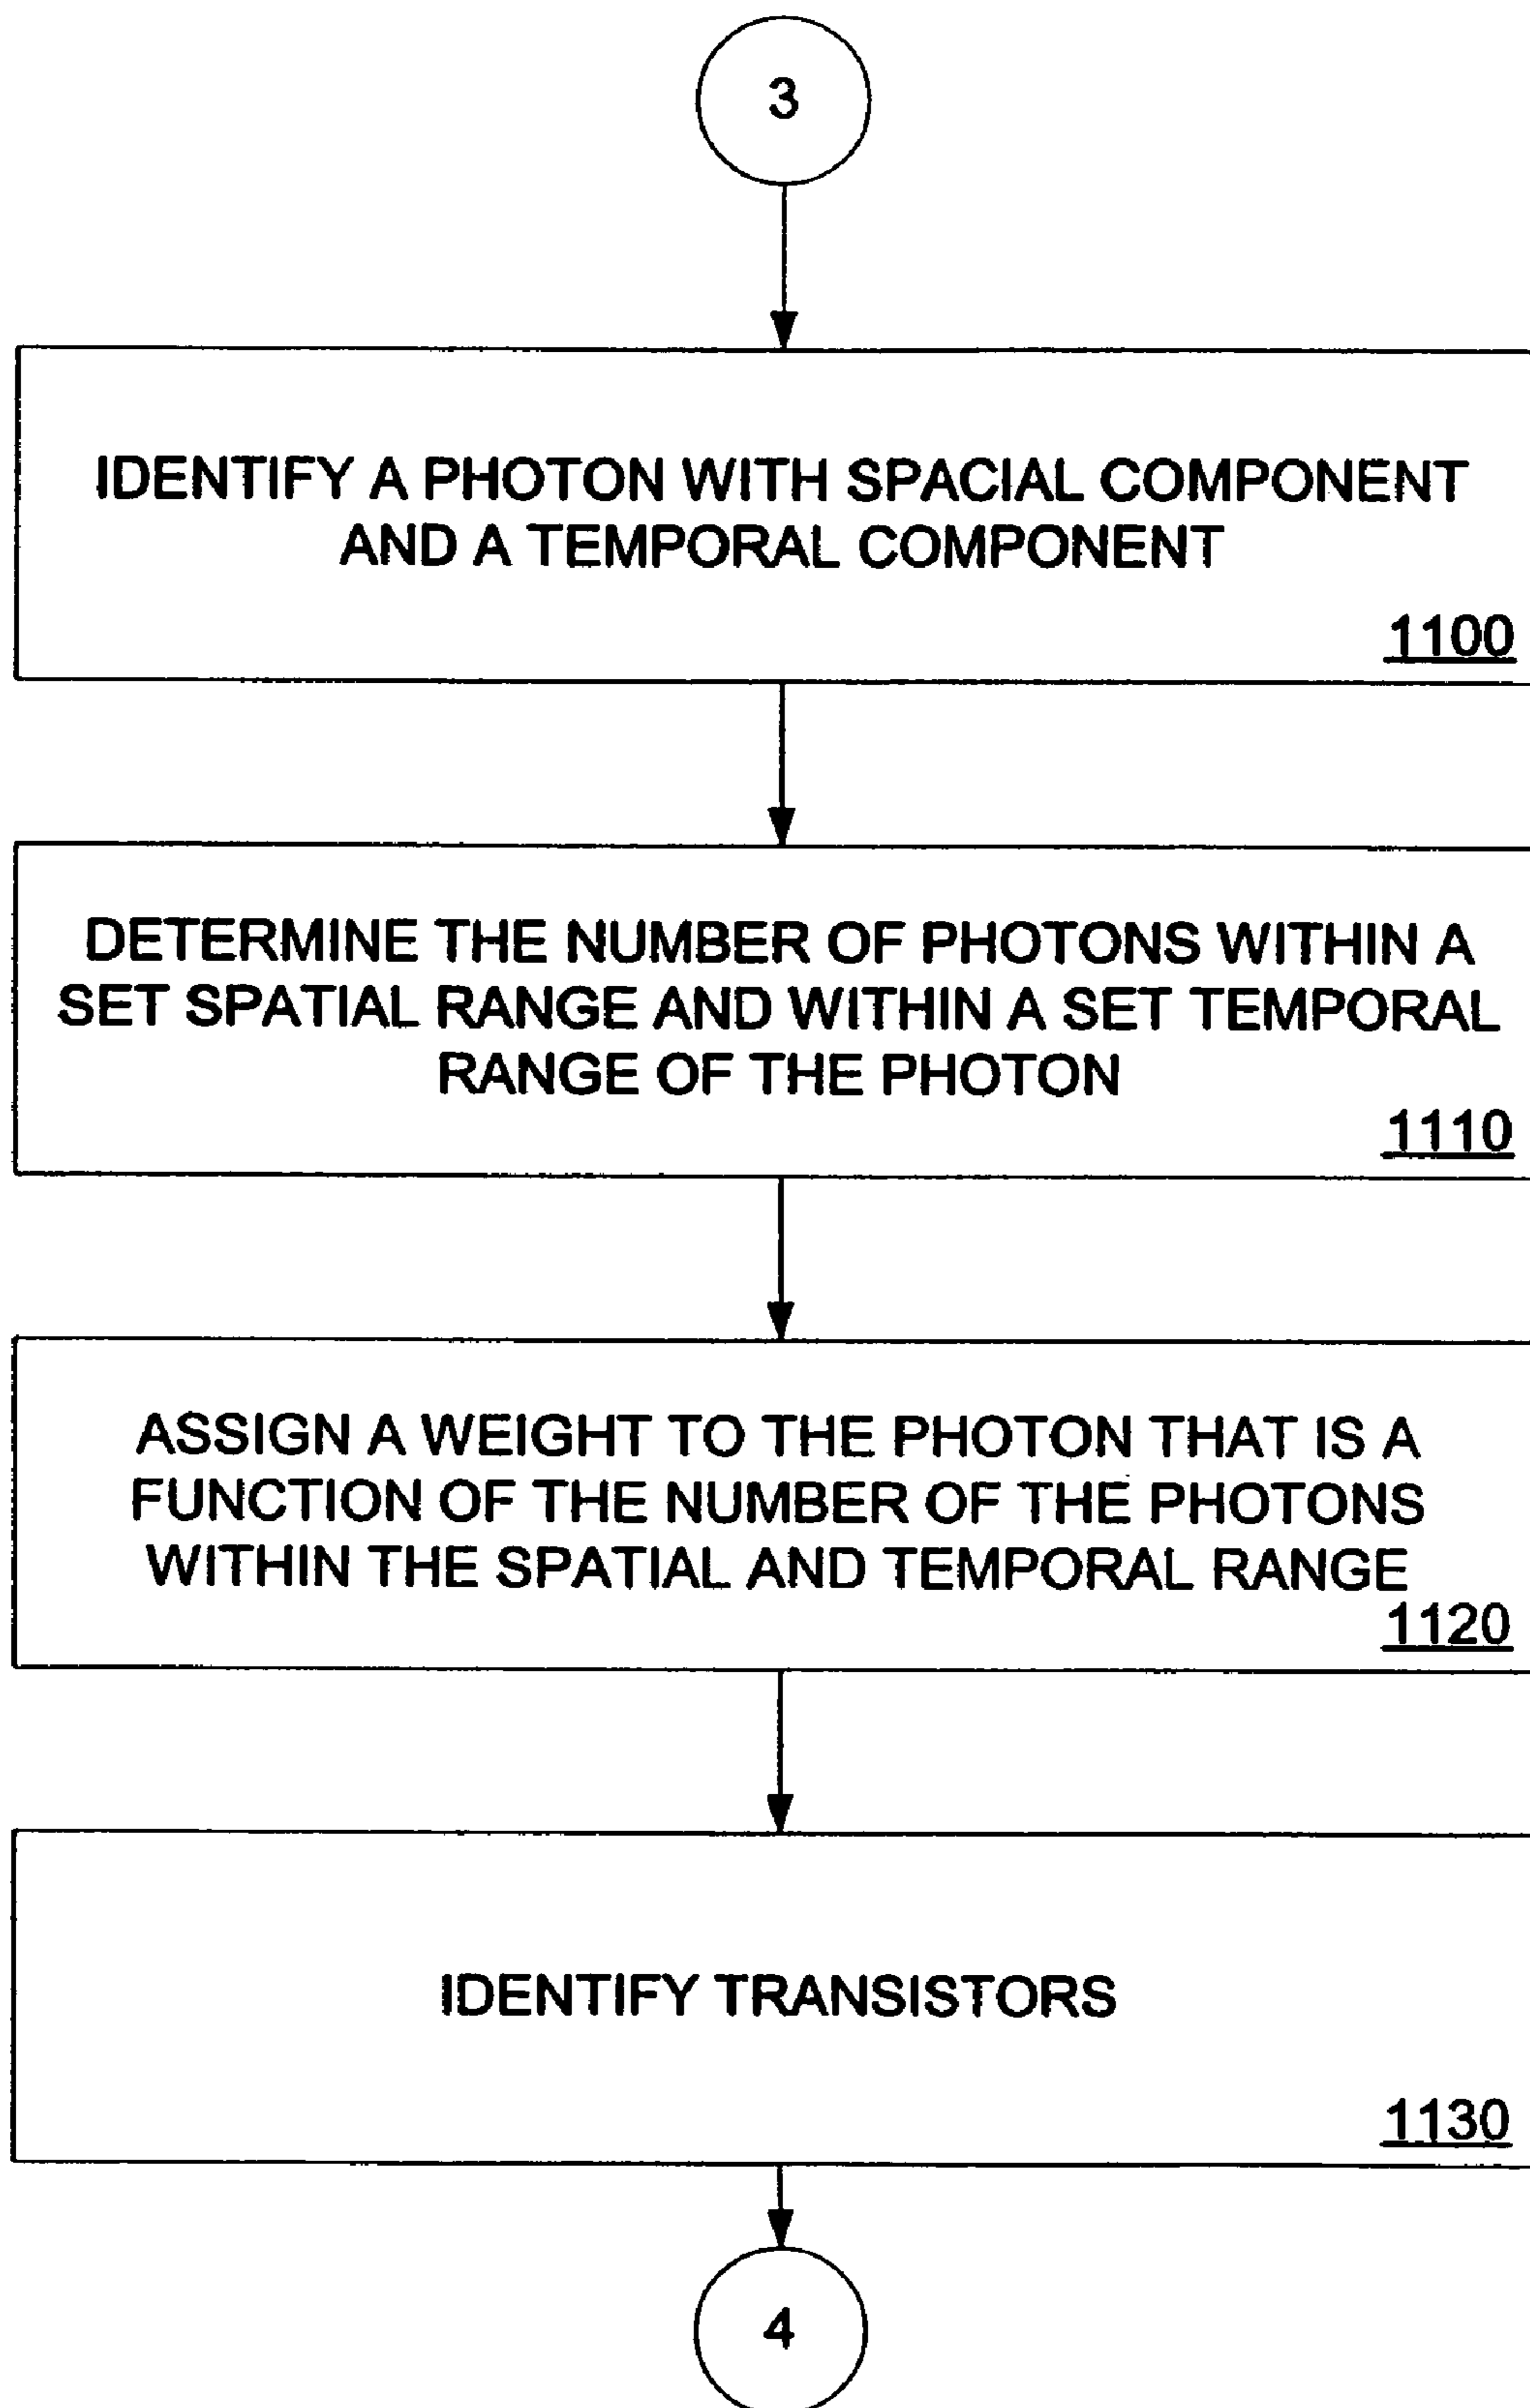 3
IDENTIFY A PHOTON WITH SPACIAL COMPONENT
AND A TEMPORAL COMPONENT
1100
DETERMINE THE NUMBER OF PHOTONS WITHIN A
SET SPATIAL RANGE AND WITHIN A SET TEMPORAL
RANGE OF THE PHOTON
1110
ASSIGN A WEIGHT TO THE PHOTON THAT IS A
FUNCTION OF THE NUMBER OF THE PHOTONS
WITHIN THE SPATIAL AND TEMPORAL RANGE
1120
IDENTIFY TRANSISTORS
1130
4